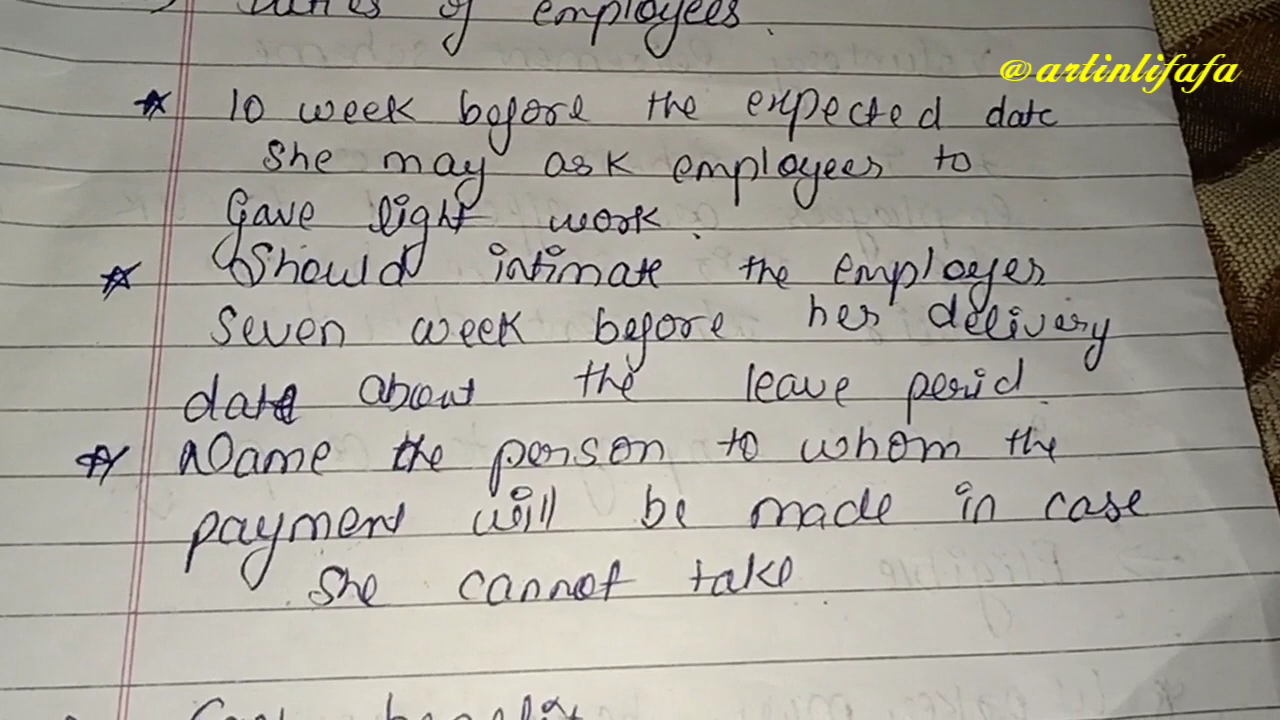 of employees.
@artinlifafa
10 week before the expected date
She may ask employees to
Gave light work.
Should intimate the employer
Seven week before her delivery
date about the leave perid.
Name the person to whom the
payment will be made in case
She cannot take